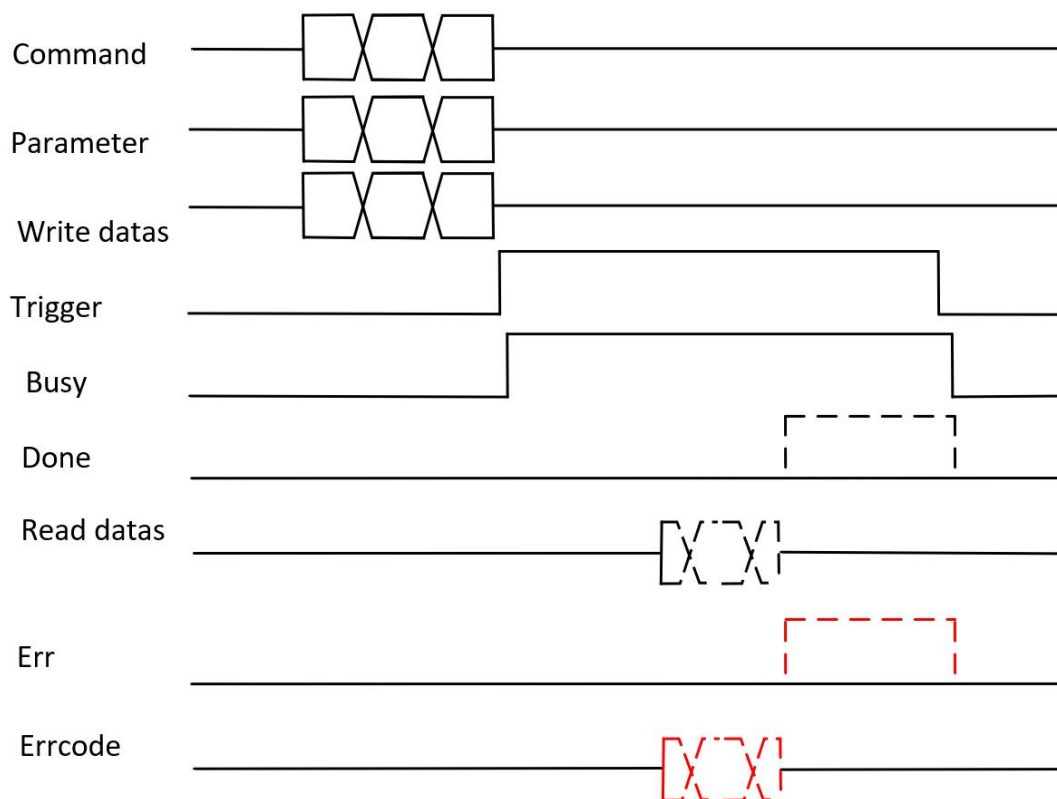 Command
Parameter
Write datas
Trigger
Busy
Done
Read datas
Err
Errcode